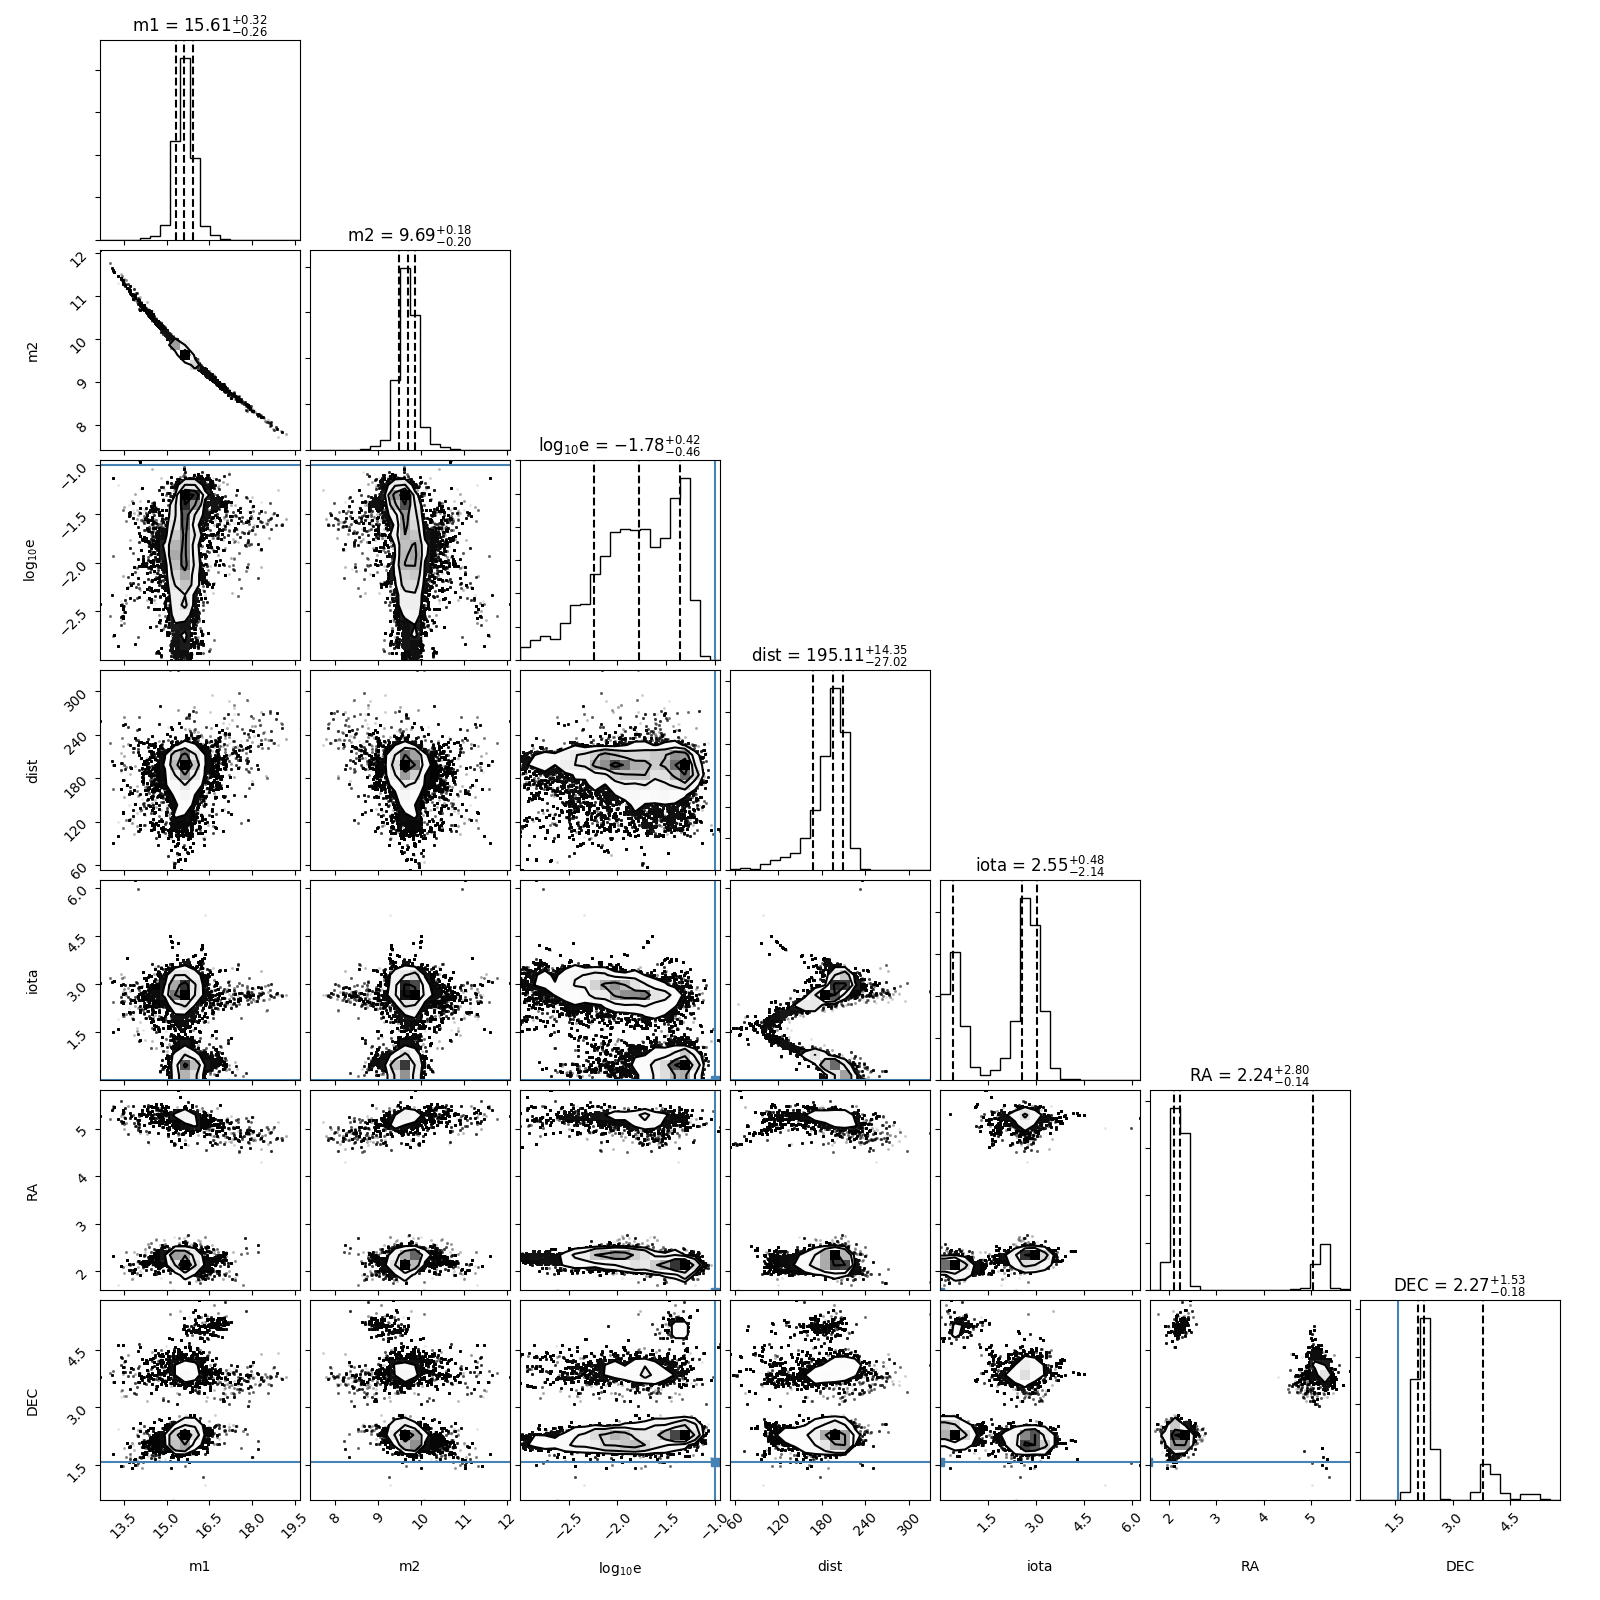 m1 = 15.61 +0.32 −0.26
m2 = 9.69 +0.18 −0.20
log10e = −1.78 +0.42 −0.46
dist = 195.11 +14.35 −27.02
iota = 2.55 +0.48 −2.14
RA = 2.24 +2.80 −0.14
DEC = 2.27 +1.53 −0.18
m2
12
11
10
9
8
log10e
−1.0
−1.5
−2.0
−2.5
dist
300
240
180
120
60
iota
6.0
4.5
3.0
1.5
RA
5
4
3
2
DEC
4.5
3.0
1.5
13.5 15.0 16.5 18.0 19.5
8 9 10 11 12
−2.5 −2.0 −1.5 −1.0
60 120 180 240 300
1.5 3.0 4.5 6.0
2 3 4 5
1.5 3.0 4.5
m1 m2 log10e dist iota RA DEC